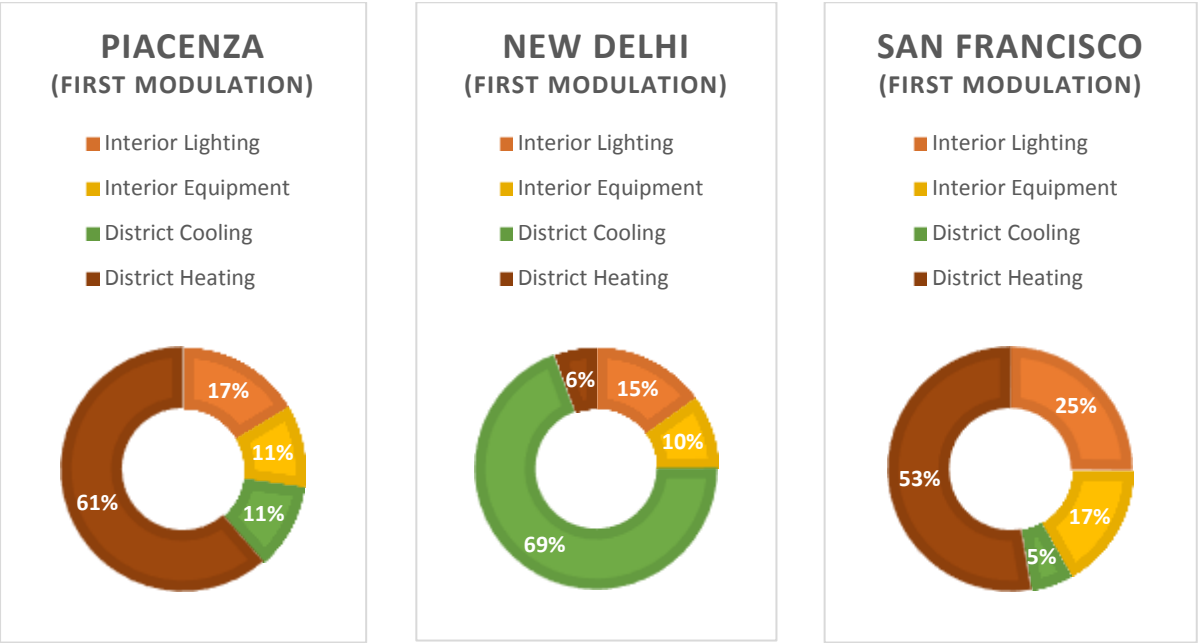 PIACENZA
(FIRST MODULATION)
Interior Lighting
Interior Equipment
District Cooling
District Heating
17%
11%
11%
61%
NEW DELHI
(FIRST MODULATION)
Interior Lighting
Interior Equipment
District Cooling
District Heating
6%
15%
10%
69%
SAN FRANCISCO
(FIRST MODULATION)
Interior Lighting
Interior Equipment
District Cooling
District Heating
25%
53%
17%
5%